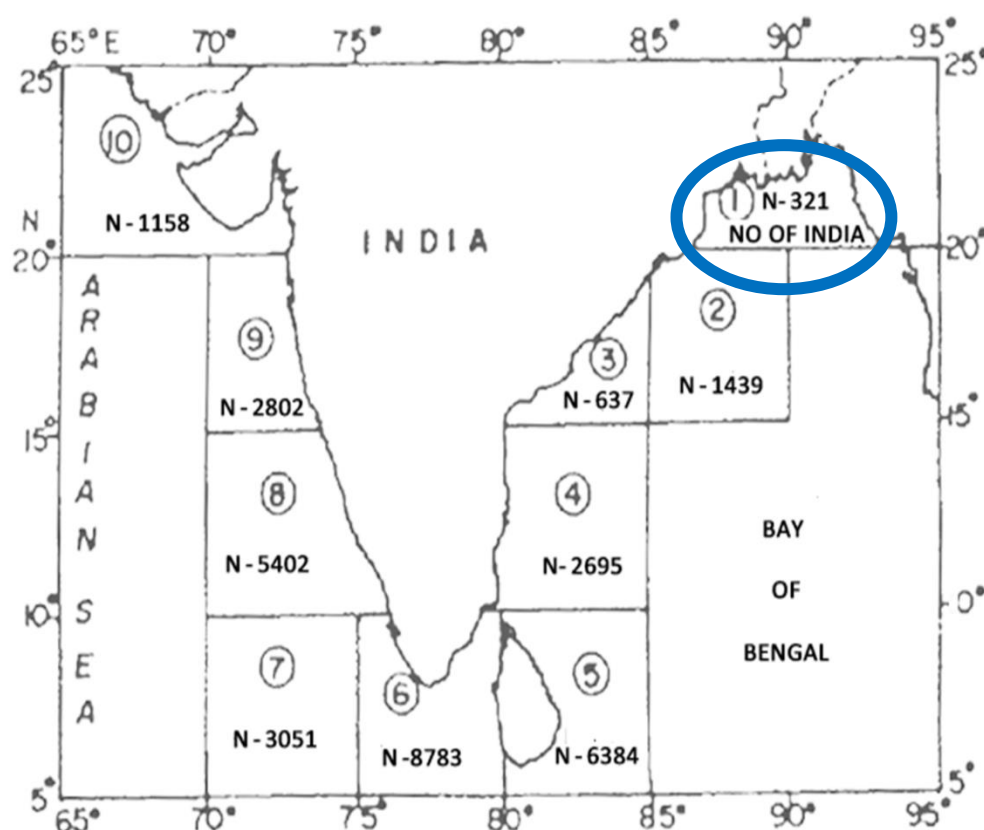 65° E 70° 75° 80° 85° 90° 95°
25° 25°
10
1 N-321
N
N - 1158
INDIA
NO OF INDIA
20° 20°
ARABIAN SEA
2
9
3
N - 1439
N - 2802
N - 637
15° 15°
8
4
BAY
N - 5402
N- 2695
OF
10° 0°
BENGAL
7
5
6
N - 3051
N -8783
N -6384
5° 5°
65° 70° 75° 80° 85° 90° 95°